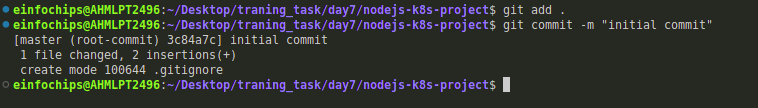 einfochips@AHMLPT2496:~/Desktop/traning_task/day7/nodejs-k8s-project$ git add .
einfochips@AHMLPT2496:~/Desktop/traning_task/day7/nodejs-k8s-project$ git commit -m "initial commit"
[master (root-commit) 3c84a7c] initial commit
 1 file changed, 2 insertions(+)
 create mode 100644 .gitignore
einfochips@AHMLPT2496:~/Desktop/traning_task/day7/nodejs-k8s-project$